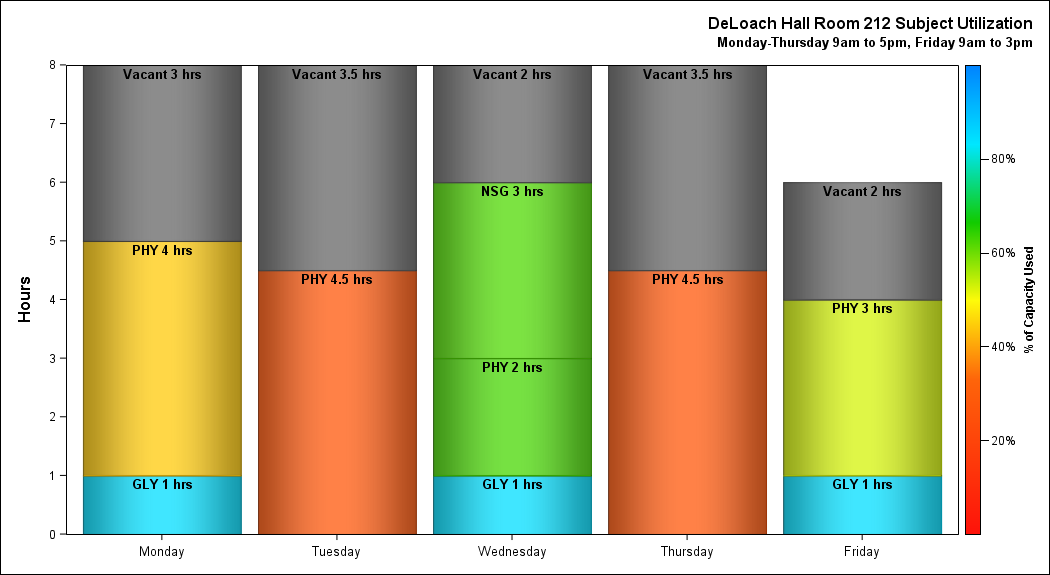 DeLoach Hall Room 212 Subject Utilization
Monday-Thursday 9am to 5pm, Friday 9am to 3pm
Hours
8
7
6
5
4
3
2
1
0
Vacant 3 hrs
PHY 4 hrs
GLY 1 hrs
Vacant 3.5 hrs
PHY 4.5 hrs
Vacant 2 hrs
NSG 3 hrs
PHY 2 hrs
GLY 1 hrs
Vacant 3.5 hrs
PHY 4.5 hrs
Vacant 2 hrs
PHY 3 hrs
GLY 1 hrs
Monday
Tuesday
Wednesday
Thursday
Friday
80%
60%
40%
20%
% of Capacity Used